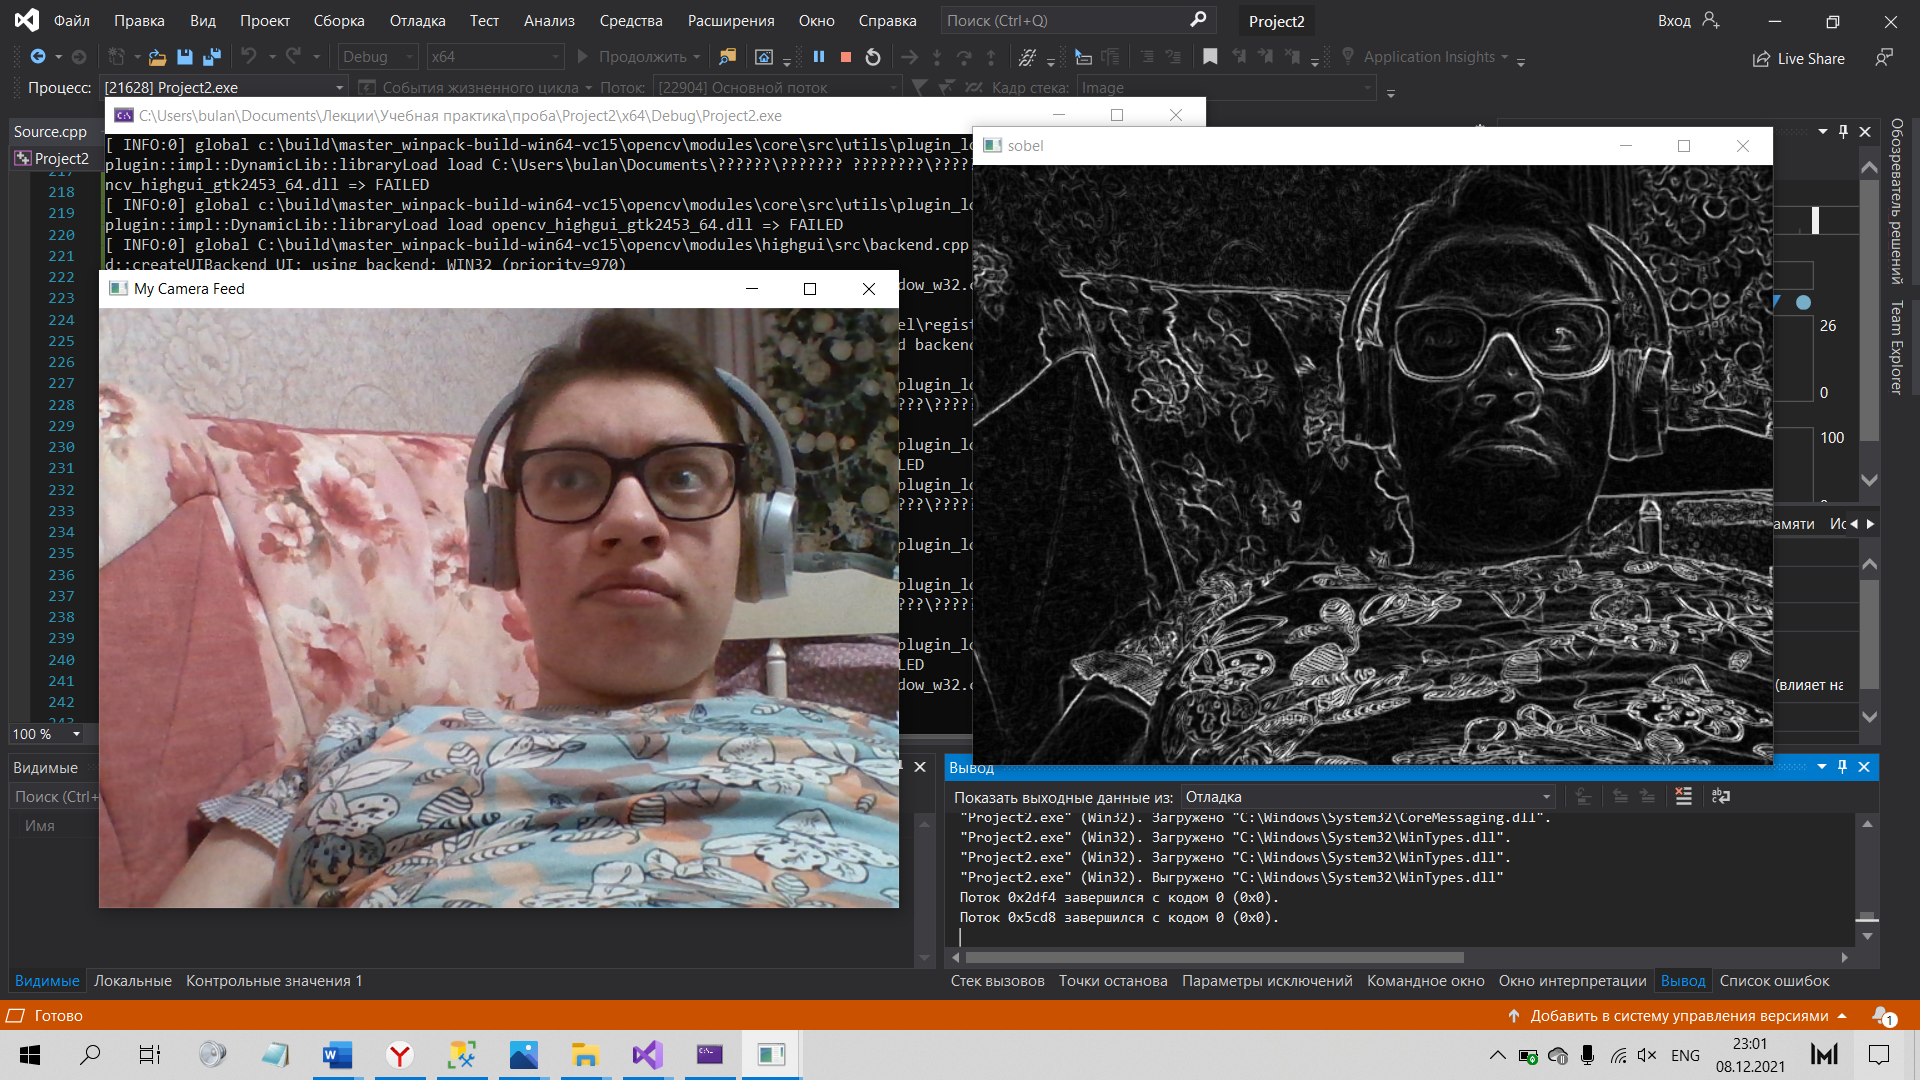 Файл Правка Вид Проект Сборка Отладка Тест Анализ Средства Расширения Окно Справка Поиск (Ctrl+Q) Project2 Вход
Debug x64 Продолжить Application Insights Live Share
Процесс: [21628] Project2.exe События жизненного цикла Поток: [22904] Основной поток Кадр стека: Image
Source.cpp
Project2
C:\Users\bulan\Documents\Лекции\Учебная практика\проба\Project2\x64\Debug\Project2.exe
[ INFO:0] global c:\build\master_winpack-build-win64-vc15\opencv\modules\core\src\utils\plugin_lo
plugin::impl::DynamicLib::libraryLoad load C:\Users\bulan\Documents\??????\??????? ????????\?????
ncv_highgui_gtk2453_64.dll => FAILED
[ INFO:0] global c:\build\master_winpack-build-win64-vc15\opencv\modules\core\src\utils\plugin_lo
plugin::impl::DynamicLib::libraryLoad load opencv_highgui_gtk2453_64.dll => FAILED
[ INFO:0] global C:\build\master_winpack-build-win64-vc15\opencv\modules\highgui\src\backend.cpp
d::createUIBackend UI: using backend: WIN32 (priority=970)
dow_w32.c
el\regist
d backend
plugin_lo
???\?????
plugin_lo
LED
plugin_lo
???\?????
plugin_lo
plugin_lo
???\?????
plugin_lo
LED
dow_w32.c
217
218
219
220
221
222
223
224
225
226
227
228
229
230
231
232
233
234
235
236
237
238
239
240
241
242
243
100 %
My Camera Feed
sobel
Обозреватель решений
Team Explorer
26
0
100
амяти Ис
(влияет на
Видимые
Поиск (Ctrl+
Имя
Видимые Локальные Контрольные значения 1
Вывод
Показать выходные данные из: Отладка
"Project2.exe" (Win32). Загружено "C:\Windows\System32\CoreMessaging.dll".
"Project2.exe" (Win32). Загружено "C:\Windows\System32\WinTypes.dll".
"Project2.exe" (Win32). Загружено "C:\Windows\System32\WinTypes.dll".
"Project2.exe" (Win32). Выгружено "C:\Windows\System32\WinTypes.dll"
Поток 0x2df4 завершился с кодом 0 (0x0).
Поток 0x5cd8 завершился с кодом 0 (0x0).
Стек вызовов Точки останова Параметры исключений Командное окно Окно интерпретации Вывод Список ошибок
Готово
Добавить в систему управления версиями
1
ENG
23:01
08.12.2021